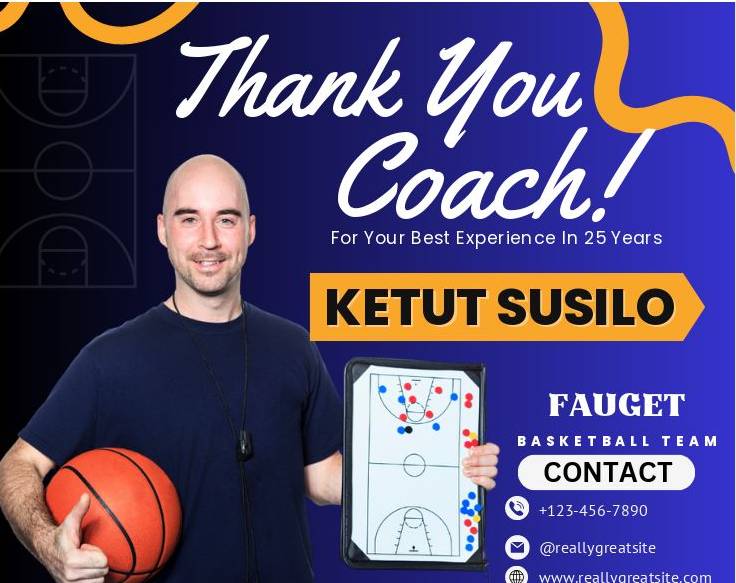 Thank You
Coach!
For Your Best Experience In 25 Years
KETUT SUSILO
FAUGET
BASKETBALL TEAM
CONTACT
+123-456-7890
@reallygreatsite
www.reallygreatsite.com